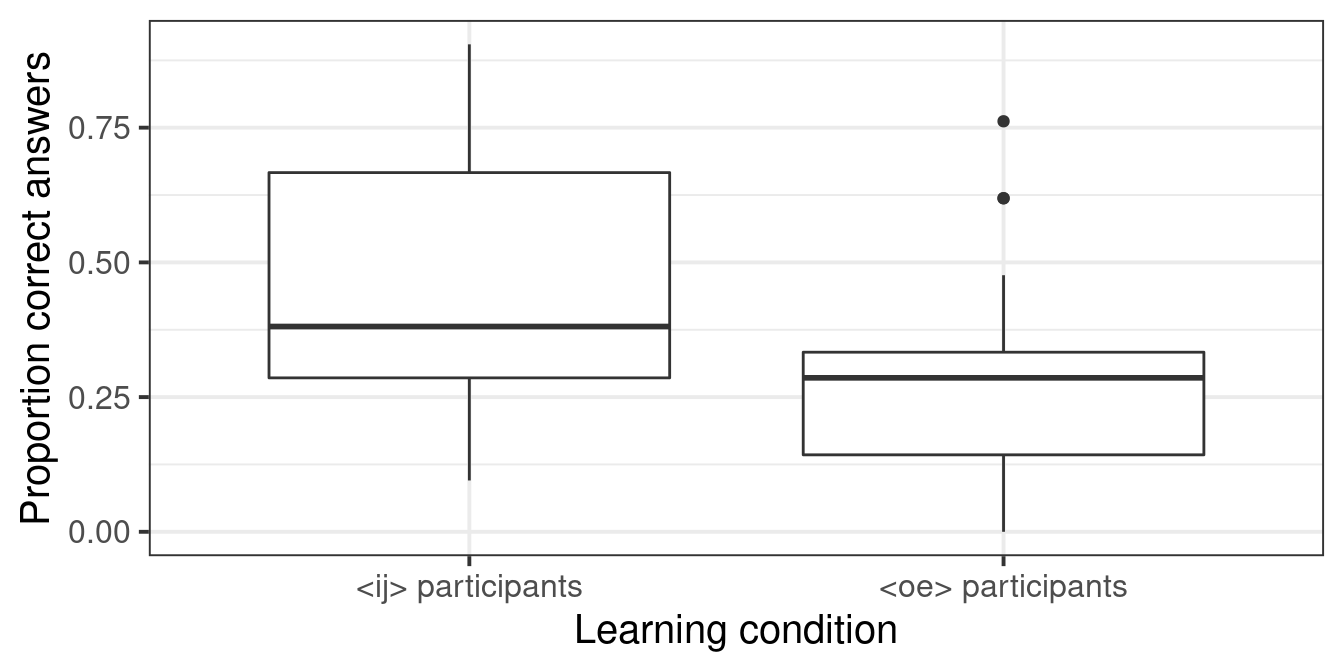 Proportion correct answers
0.75
0.50
0.25
0.00
<ij> participants
<oe> participants
Learning condition